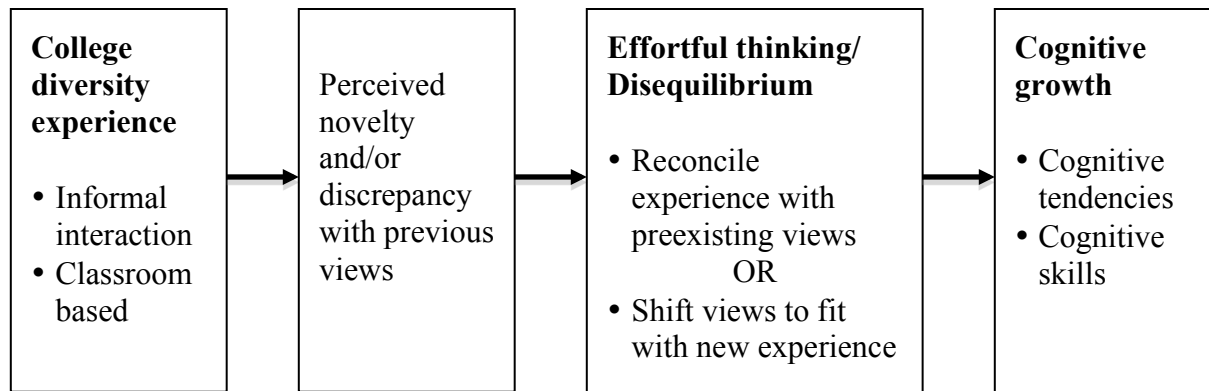 College
diversity
experience
• Informal
interaction
• Classroom
based
Perceived
novelty
and/or
discrepancy
with previous
views
Effortful thinking/
Disequilibrium
• Reconcile
experience with
preexisting views
OR
• Shift views to fit
with new experience
Cognitive
growth
• Cognitive
tendencies
• Cognitive
skills